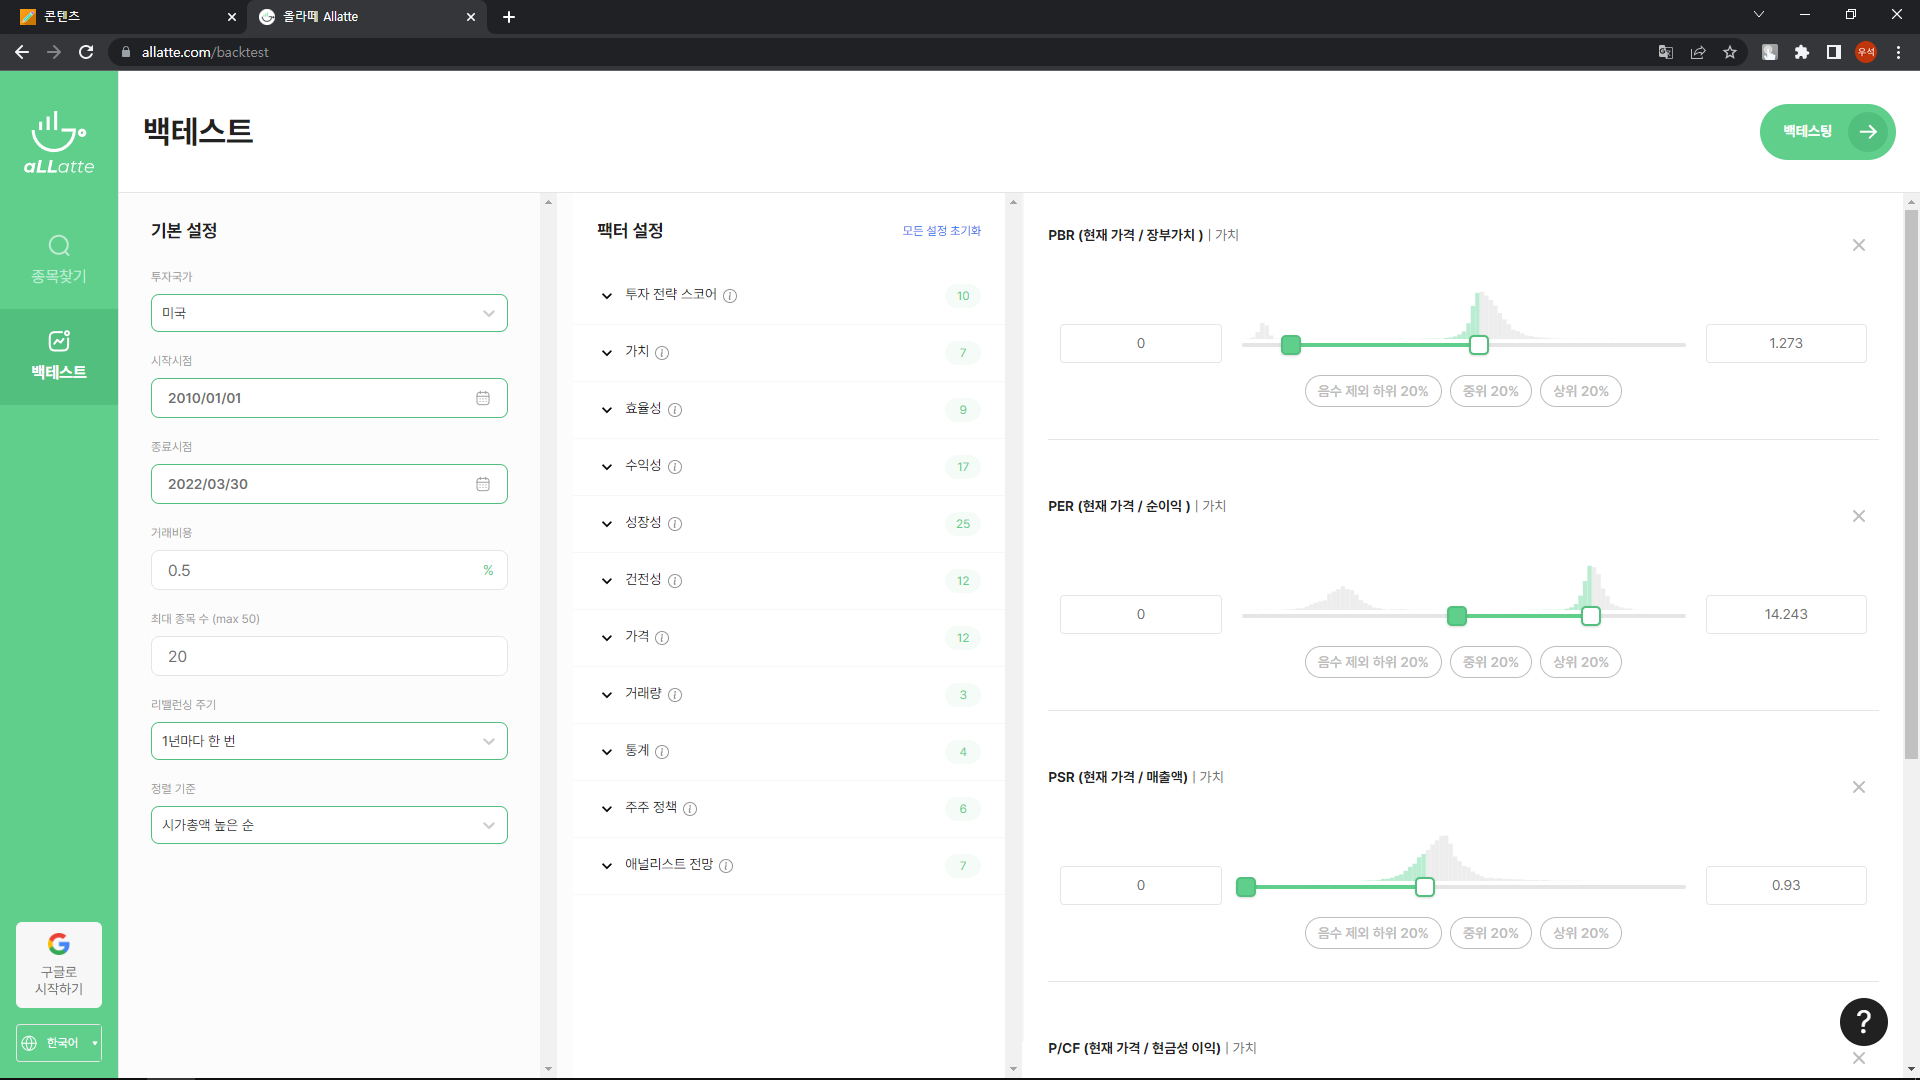 콘텐츠
올라떼 Allatte
allatte.com/backtest
우석
aLLatte
종목찾기
백테스트
구글로
시작하기
한국어
백테스트
백테스팅
기본 설정
투자국가
미국
시작시점
2010/01/01
종료시점
2022/03/30
거래비용
0.5 %
최대 종목 수 (max 50)
20
리밸런싱 주기
1년마다 한 번
정렬 기준
시가총액 높은 순
팩터 설정 모든 설정 초기화
투자 전략 스코어 10
가치 7
효율성 9
수익성 17
성장성 25
건전성 12
가격 12
거래량 3
통계 4
주주 정책 6
애널리스트 전망 7
PBR (현재 가격 / 장부가치 ) | 가치
0 1.273
음수 제외 하위 20% 중위 20% 상위 20%
PER (현재 가격 / 순이익 ) | 가치
0 14.243
음수 제외 하위 20% 중위 20% 상위 20%
PSR (현재 가격 / 매출액) | 가치
0 0.93
음수 제외 하위 20% 중위 20% 상위 20%
P/CF (현재 가격 / 현금성 이익) | 가치
?